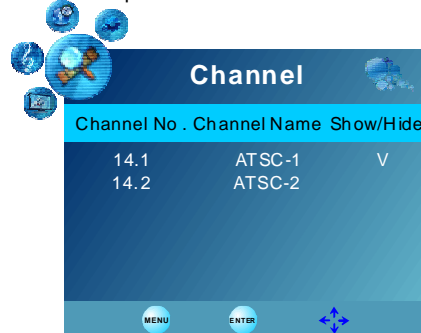 Channel
Channel No . Channel Name Show/Hide
14.1 ATSC-1 V
14.2 ATSC-2
MENU ENTER